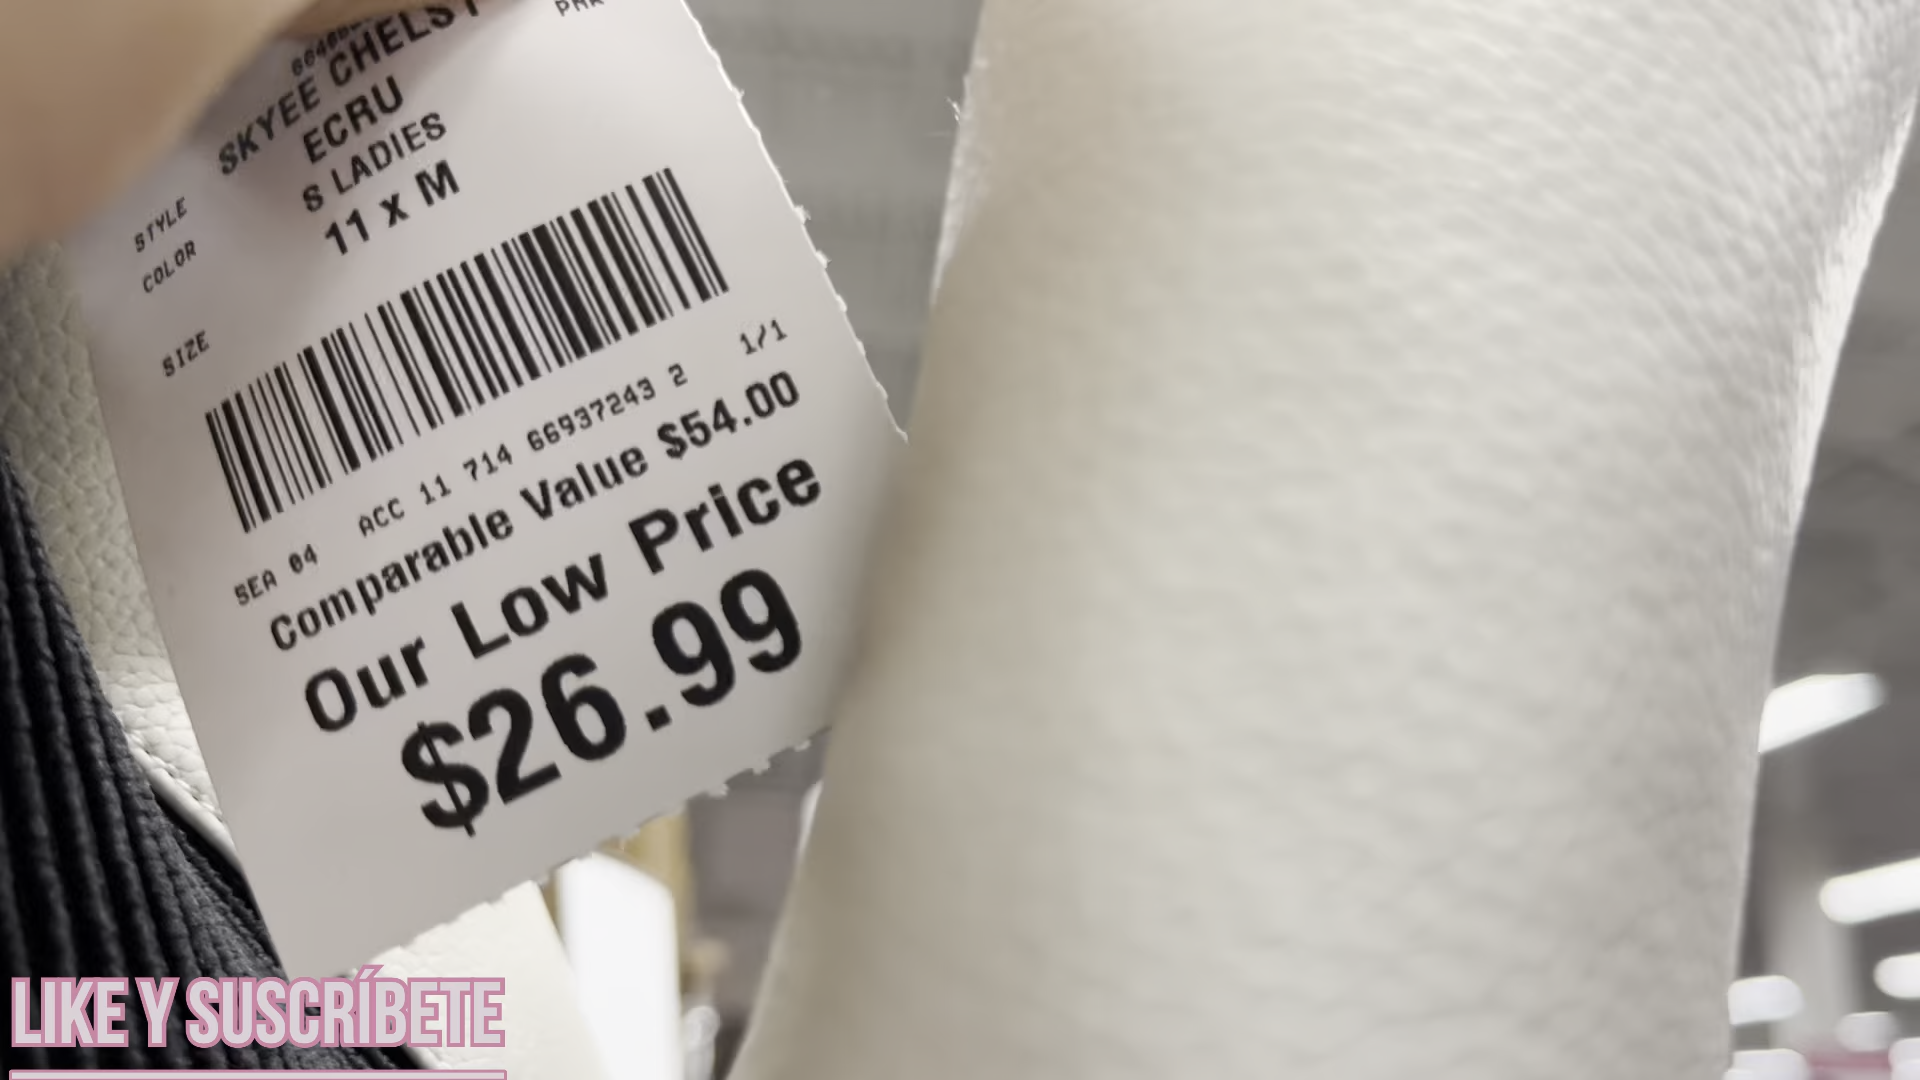 SKYEE CHELSY
ECRU
S LADIES
STYLE
11 x M
COLOR
SIZE
1/1
SEA 04 ACC 11 714 66937243 2
Comparable Value $54.00
Our Low Price
$26.99
LIKE Y SUSCRÍBETE